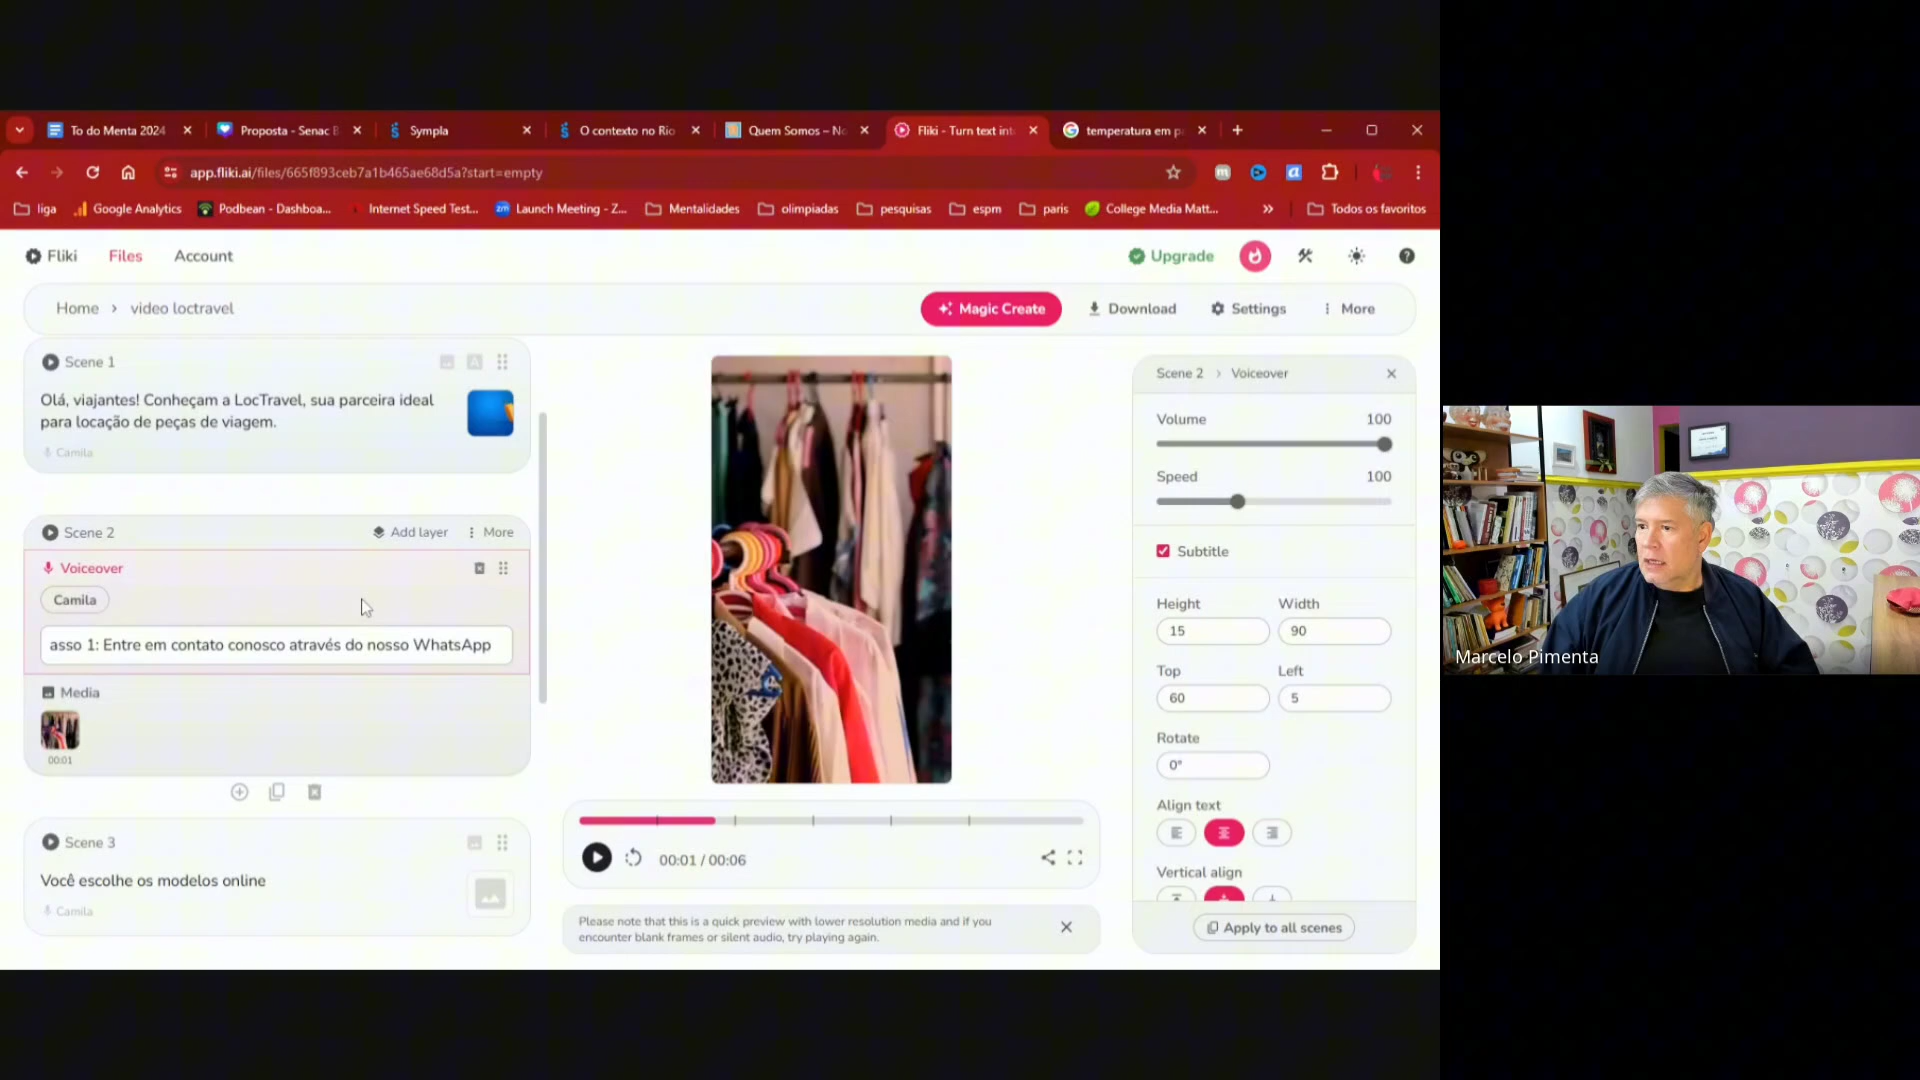 To do Menta 2024
Proposta - Senac B
Sympla
O contexto no Rio
Quem Somos – No
Fliki - Turn text int
temperatura em p
app.fliki.ai/files/665f893ceb7a1b465ae68d5a?start=empty
liga
Google Analytics
Podbean - Dashboa...
Internet Speed Test...
Launch Meeting - Z...
Mentalidades
olimpiadas
pesquisas
espm
paris
College Media Matt...
Todos os favoritos
Fliki
Files
Account
Upgrade
Home > video loctravel
Magic Create
Download
Settings
More
Scene 1
Olá, viajantes! Conheçam a LocTravel, sua parceira ideal
para locação de peças de viagem.
Camila
Scene 2
Add layer
More
Voiceover
Camila
asso 1: Entre em contato conosco através do nosso WhatsApp
Media
00:01
Scene 3
Você escolhe os modelos online
Camila
00:01 / 00:06
Please note that this is a quick preview with lower resolution media and if you
encounter blank frames or silent audio, try playing again.
Scene 2 > Voiceover
Volume 100
Speed 100
Subtitle
Height Width
15 90
Top Left
60 5
Rotate
0°
Align text
Vertical align
Apply to all scenes
Marcelo Pimenta